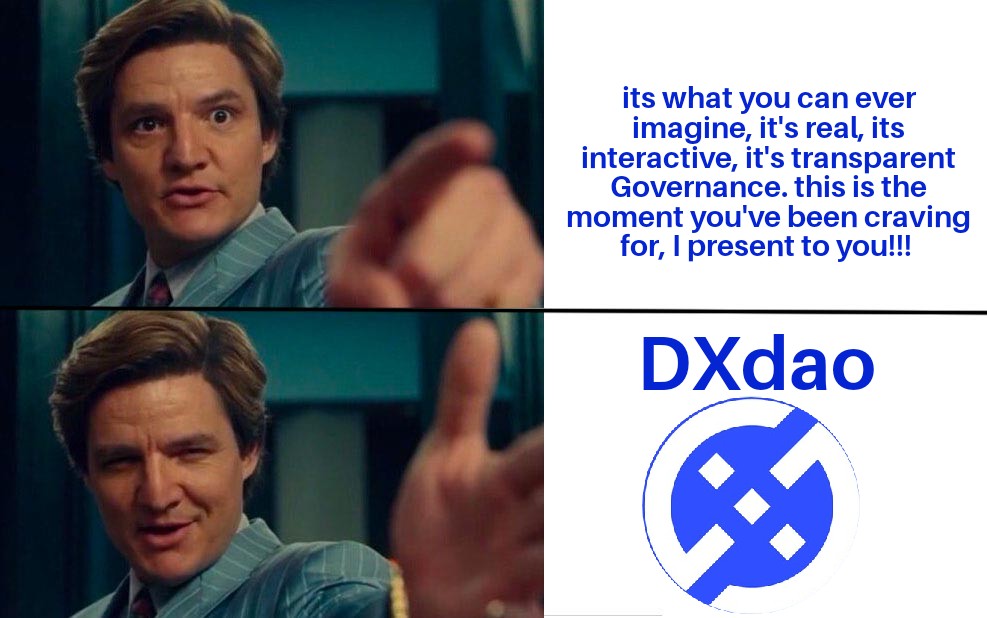 its what you can ever
imagine, it's real, its
interactive, it's transparent
Governance. this is the
moment you've been craving
for, I present to you!!!
DXdao